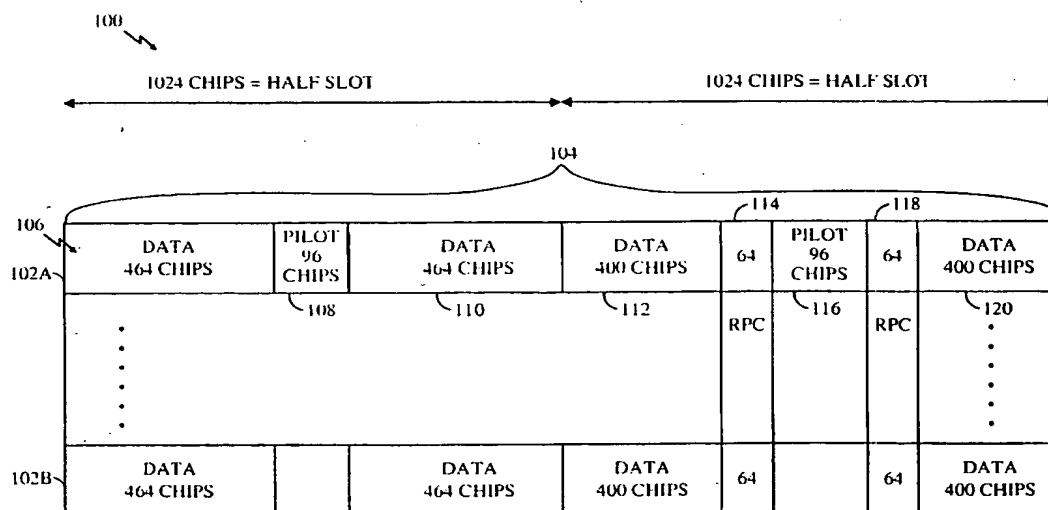 100
1024 CHIPS = HALF SLOT
1024 CHIPS = HALF SLOT
104
114
118
106
DATA
464 CHIPS
PILOT
96
CHIPS
DATA
464 CHIPS
DATA
400 CHIPS
64
PILOT
96
CHIPS
64
DATA
400 CHIPS
102A
108
110
112
RPC
116
RPC
120
102B
DATA
464 CHIPS
DATA
464 CHIPS
DATA
400 CHIPS
64
64
DATA
400 CHIPS